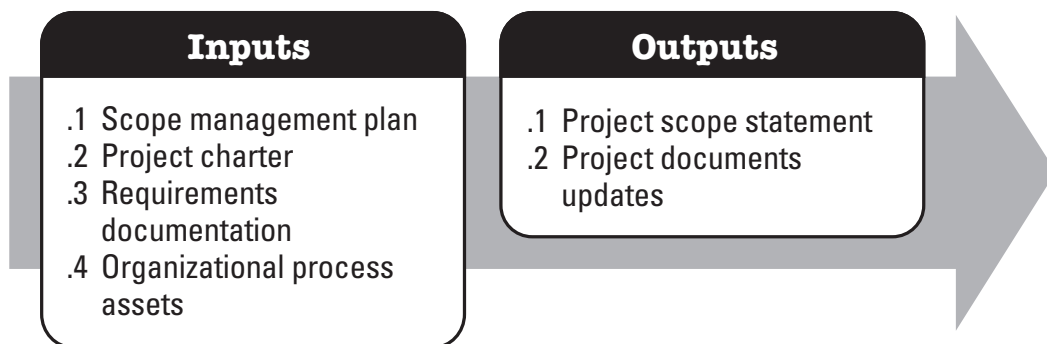 Inputs
.1 Scope management plan
.2 Project charter
.3 Requirements
documentation
.4 Organizational process
assets
Outputs
.1 Project scope statement
.2 Project documents
updates